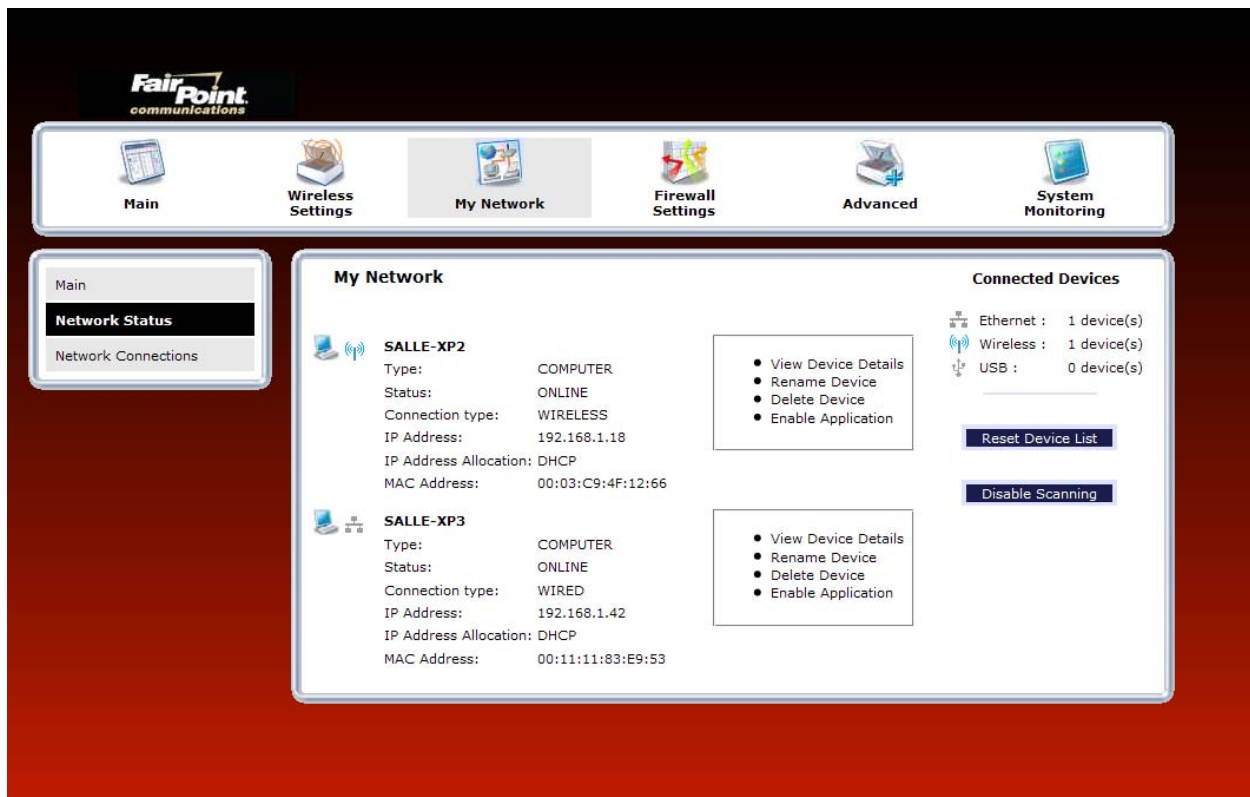 FairPoint.
communications
Main
Wireless
Settings
My Network
Firewall
Settings
Advanced
System
Monitoring
Main
Network Status
Network Connections
My Network
SALLE-XP2
Type: COMPUTER
Status: ONLINE
Connection type: WIRELESS
IP Address: 192.168.1.18
IP Address Allocation: DHCP
MAC Address: 00:03:C9:4F:12:66
View Device Details
Rename Device
Delete Device
Enable Application
SALLE-XP3
Type: COMPUTER
Status: ONLINE
Connection type: WIRED
IP Address: 192.168.1.42
IP Address Allocation: DHCP
MAC Address: 00:11:11:83:E9:53
View Device Details
Rename Device
Delete Device
Enable Application
Connected Devices
Ethernet : 1 device(s)
Wireless : 1 device(s)
USB : 0 device(s)
Reset Device List
Disable Scanning